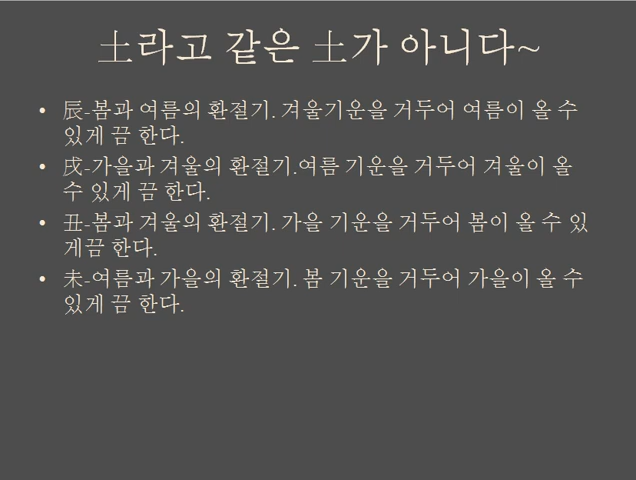 土라고 같은 土가 아니다~
• 辰-봄과 여름의 환절기. 겨울기운을 거두어 여름이 올 수
있게 끔 한다.
• 戌-가을과 겨울의 환절기.여름 기운을 거두어 겨울이 올
수 있게 끔 한다.
• 丑-봄과 겨울의 환절기. 가을 기운을 거두어 봄이 올 수 있
게끔 한다.
• 未-여름과 가을의 환절기. 봄 기운을 거두어 가을이 올 수
있게 끔 한다.